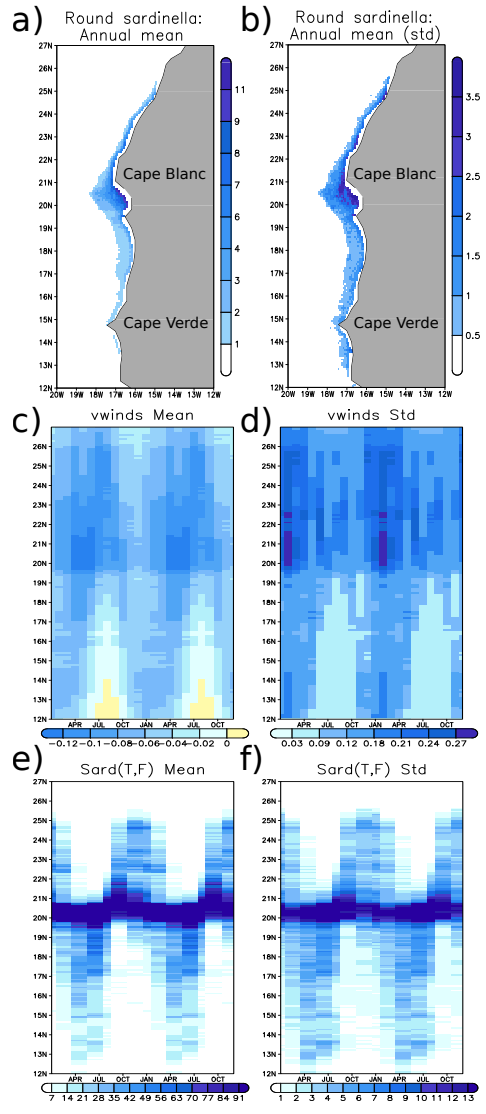 a) Round sardinella:
Annual mean
b) Round sardinella:
Annual mean (std)
27N
26N
25N
24N
23N
22N
21N
20N
19N
18N
17N
16N
15N
14N
13N
12N
20W 19W 18W 17W 16W 15W 14W 13W 12W
Cape Blanc
Cape Verde
11
9
8
7
6
4
3
2
1
27N
26N
25N
24N
23N
22N
21N
20N
19N
18N
17N
16N
15N
14N
13N
12N
20W 19W 18W 17W 16W 15W 14W 13W 12W
Cape Blanc
Cape Verde
3.5
3
2.5
2
1.5
1
0.5
c) vwinds Mean
d) vwinds Std
26N
25N
24N
23N
22N
21N
20N
19N
18N
17N
16N
15N
14N
13N
12N
APR JUL OCT JAN APR JUL OCT
−0.12−0.1−0.08−0.06−0.04−0.02 0
26N
25N
24N
23N
22N
21N
20N
19N
18N
17N
16N
15N
14N
13N
12N
APR JUL OCT JAN APR JUL OCT
0.03 0.09 0.12 0.18 0.21 0.24 0.27
e) Sard(T,F) Mean
f) Sard(T,F) Std
27N
26N
25N
24N
23N
22N
21N
20N
19N
18N
17N
16N
15N
14N
13N
12N
APR JUL OCT JAN APR JUL OCT
7 14 21 28 35 42 49 56 63 70 77 84 91
27N
26N
25N
24N
23N
22N
21N
20N
19N
18N
17N
16N
15N
14N
13N
12N
APR JUL OCT JAN APR JUL OCT
1 2 3 4 5 6 7 8 9 10 11 12 13